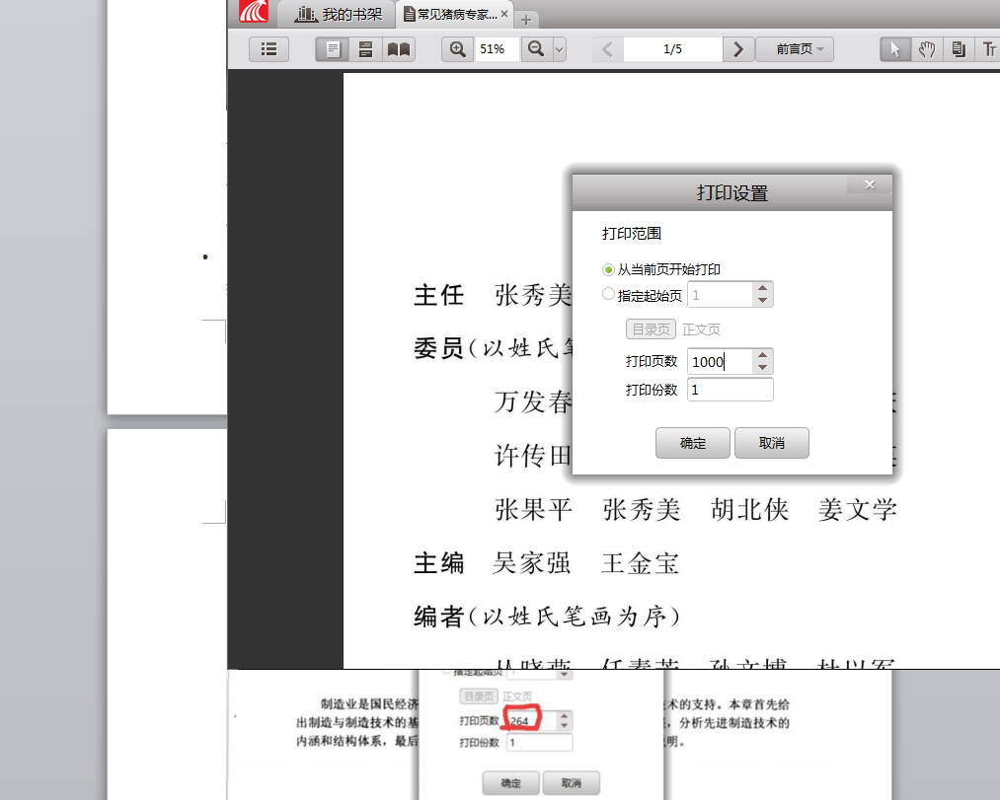 我的书架
常见猪病专家...
51%
1/5
前言页
打印设置
打印范围
从当前页开始打印
指定起始页 1
目录页 正文页
打印页数 1000
打印份数 1
确定 取消
主任 张秀美
委员(以姓氏笔
万发春
许传田
张果平 张秀美 胡北侠 姜文学
主编 吴家强 王金宝
编者(以姓氏笔画为序)
指定起始页
目录页 正文页
打印页数 264
打印份数 1
确定 取消
制造业是国民经济 术的支持。本章首先给
出制造与制造技术的基 ,分析先进制造技术的
内涵和结构体系,最后 明。